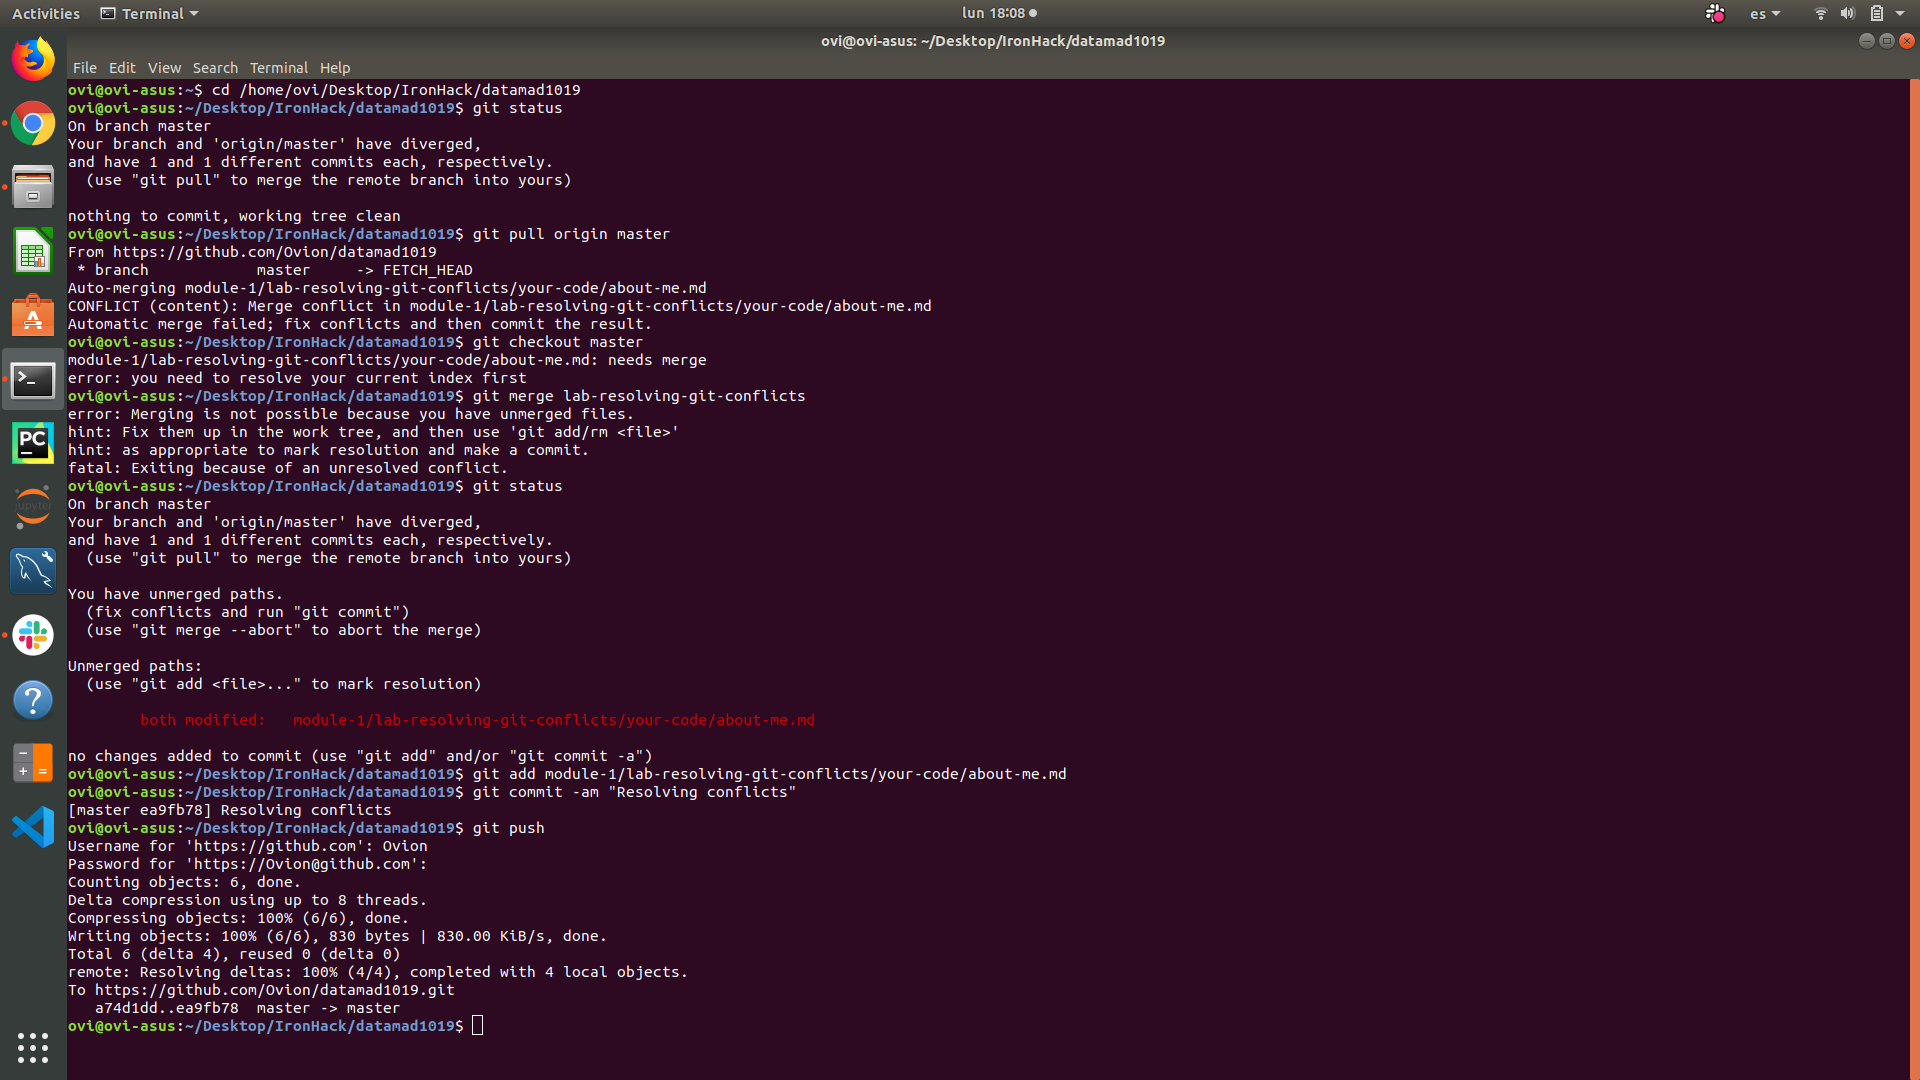 Activities Terminal lun 18:08 es
ovi@ovi-asus: ~/Desktop/IronHack/datamad1019
File Edit View Search Terminal Help
ovi@ovi-asus:~$ cd /home/ovi/Desktop/IronHack/datamad1019
ovi@ovi-asus:~/Desktop/IronHack/datamad1019$ git status
On branch master
Your branch and 'origin/master' have diverged,
and have 1 and 1 different commits each, respectively.
  (use "git pull" to merge the remote branch into yours)

nothing to commit, working tree clean
ovi@ovi-asus:~/Desktop/IronHack/datamad1019$ git pull origin master
From https://github.com/Ovion/datamad1019
 * branch            master     -> FETCH_HEAD
Auto-merging module-1/lab-resolving-git-conflicts/your-code/about-me.md
CONFLICT (content): Merge conflict in module-1/lab-resolving-git-conflicts/your-code/about-me.md
Automatic merge failed; fix conflicts and then commit the result.
ovi@ovi-asus:~/Desktop/IronHack/datamad1019$ git checkout master
module-1/lab-resolving-git-conflicts/your-code/about-me.md: needs merge
error: you need to resolve your current index first
ovi@ovi-asus:~/Desktop/IronHack/datamad1019$ git merge lab-resolving-git-conflicts
error: Merging is not possible because you have unmerged files.
hint: Fix them up in the work tree, and then use 'git add/rm <file>'
hint: as appropriate to mark resolution and make a commit.
fatal: Exiting because of an unresolved conflict.
ovi@ovi-asus:~/Desktop/IronHack/datamad1019$ git status
On branch master
Your branch and 'origin/master' have diverged,
and have 1 and 1 different commits each, respectively.
  (use "git pull" to merge the remote branch into yours)

You have unmerged paths.
  (fix conflicts and run "git commit")
  (use "git merge --abort" to abort the merge)

Unmerged paths:
  (use "git add <file>..." to mark resolution)

        both modified:   module-1/lab-resolving-git-conflicts/your-code/about-me.md

no changes added to commit (use "git add" and/or "git commit -a")
ovi@ovi-asus:~/Desktop/IronHack/datamad1019$ git add module-1/lab-resolving-git-conflicts/your-code/about-me.md
ovi@ovi-asus:~/Desktop/IronHack/datamad1019$ git commit -am "Resolving conflicts"
[master ea9fb78] Resolving conflicts
ovi@ovi-asus:~/Desktop/IronHack/datamad1019$ git push
Username for 'https://github.com': Ovion
Password for 'https://Ovion@github.com':
Counting objects: 6, done.
Delta compression using up to 8 threads.
Compressing objects: 100% (6/6), done.
Writing objects: 100% (6/6), 830 bytes | 830.00 KiB/s, done.
Total 6 (delta 4), reused 0 (delta 0)
remote: Resolving deltas: 100% (4/4), completed with 4 local objects.
To https://github.com/Ovion/datamad1019.git
   a74d1dd..ea9fb78  master -> master
ovi@ovi-asus:~/Desktop/IronHack/datamad1019$
PC
jupyter